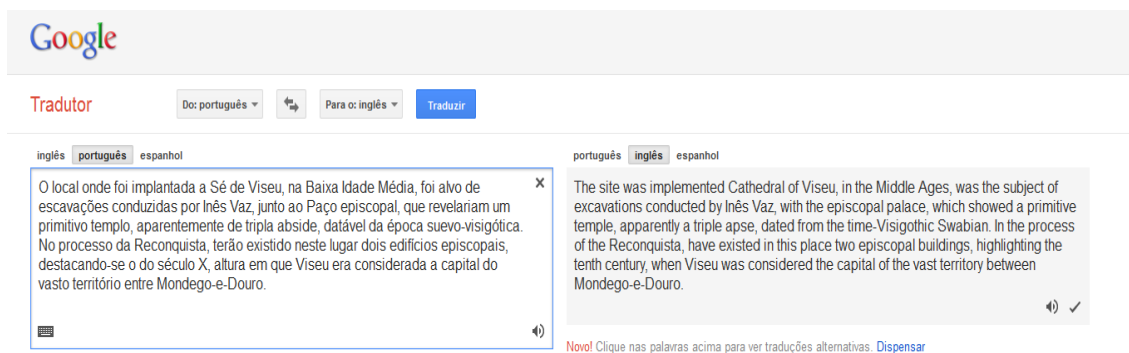 Google
Tradutor
Do: português
Para o: inglês
Traduzir
inglês português espanhol
O local onde foi implantada a Sé de Viseu, na Baixa Idade Média, foi alvo de
escavações conduzidas por Inês Vaz, junto ao Paço episcopal, que revelariam um
primitivo templo, aparentemente de tripla abside, datável da época suevo-visigótica.
No processo da Reconquista, terão existido neste lugar dois edifícios episcopais,
destacando-se o do século X, altura em que Viseu era considerada a capital do
vasto território entre Mondego-e-Douro.
português inglês espanhol
The site was implemented Cathedral of Viseu, in the Middle Ages, was the subject of
excavations conducted by Inês Vaz, with the episcopal palace, which showed a primitive
temple, apparently a triple apse, dated from the time-Visigothic Swabian. In the process
of the Reconquista, have existed in this place two episcopal buildings, highlighting the
tenth century, when Viseu was considered the capital of the vast territory between
Mondego-e-Douro.
Novo! Clique nas palavras acima para ver traduções alternativas. Dispensar